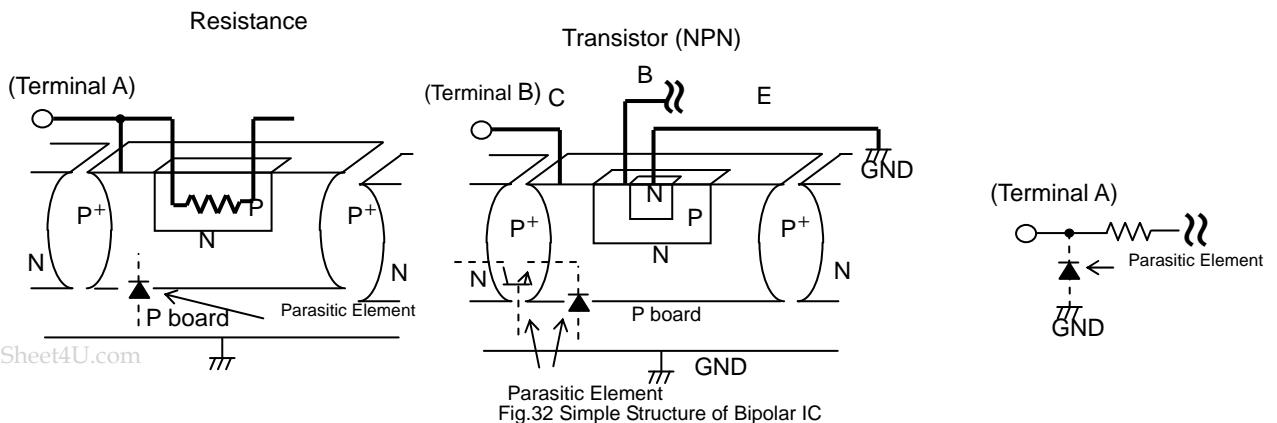 Resistance
(Terminal A)
P+
P
P+
N
N
N
P board
Parasitic Element
Sheet4U.com
Transistor (NPN)
(Terminal B)
C
B
E
GND
P+
N
P
P+
N
N
N
P board
GND
Parasitic Element
Fig.32 Simple Structure of Bipolar IC
(Terminal A)
Parasitic Element
GND